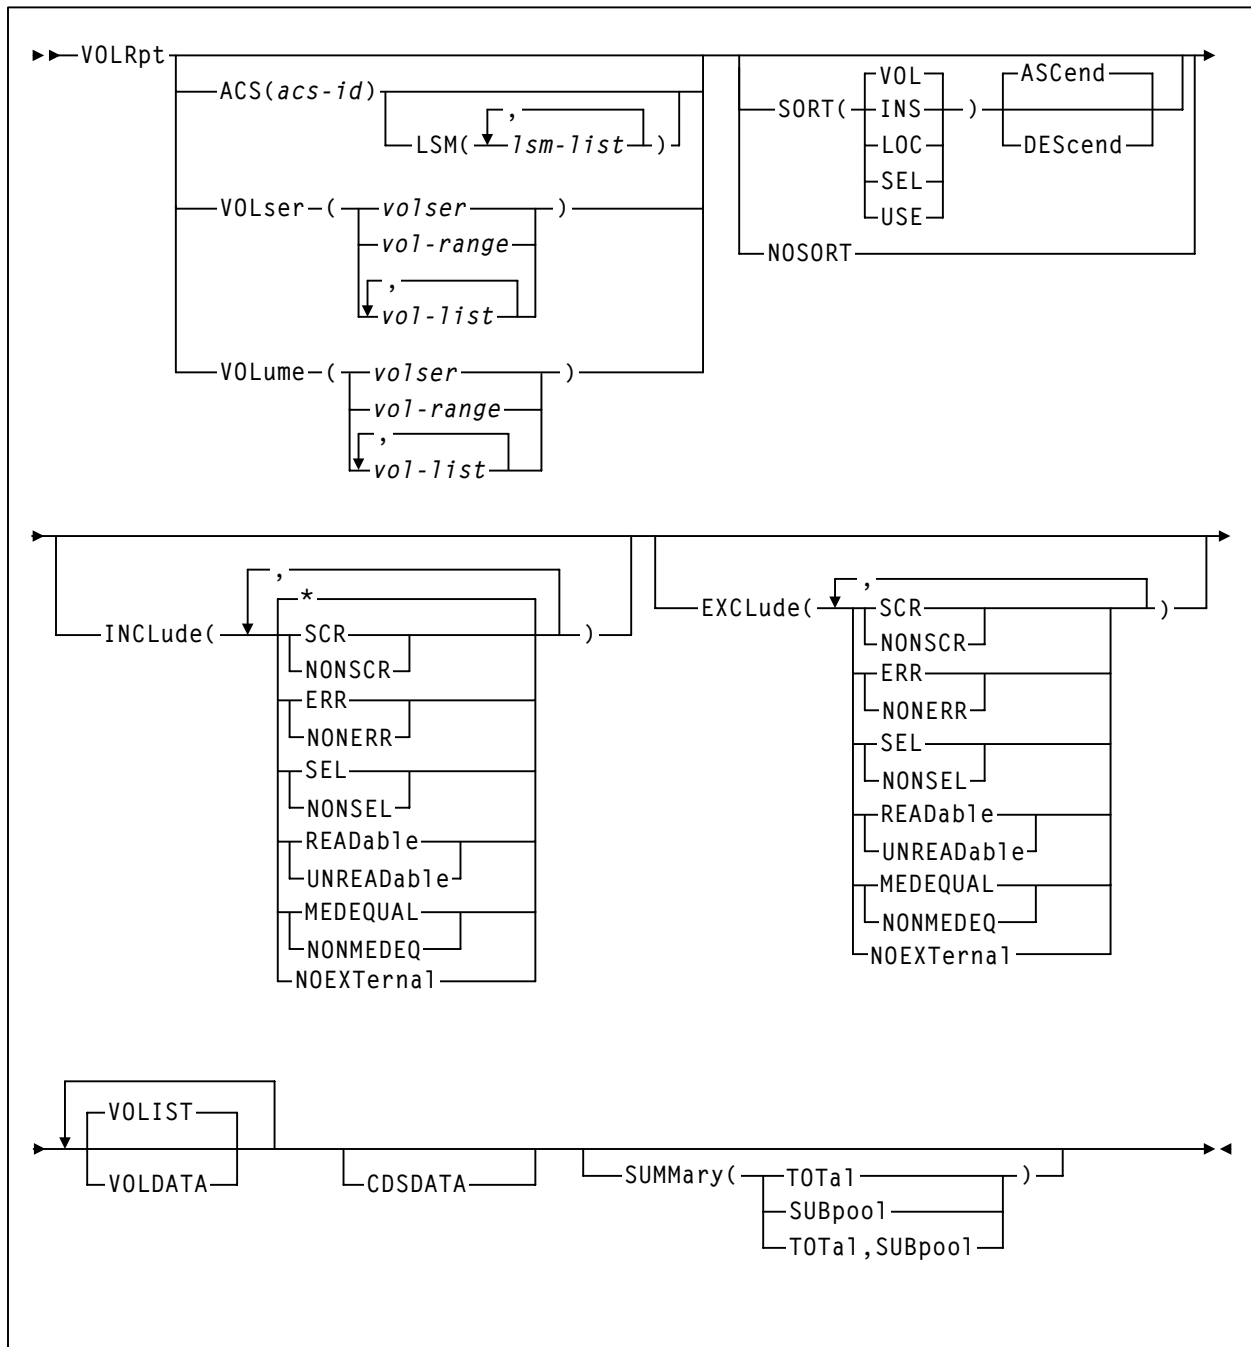 VOLRpt
ACS(acs-id)
,
LSM( lsm-list )
VOLser ( volser )
vol-range
,
vol-list
VOLume ( volser )
vol-range
,
vol-list
SORT( VOL ) ASCend
INS
LOC
SEL
USE
DEScend
NOSORT
INCLude( , )
*
SCR
NONSCR
ERR
NONERR
SEL
NONSEL
READable
UNREADable
MEDEQUAL
NONMEDEQ
NOEXTernal
EXCLude( , )
SCR
NONSCR
ERR
NONERR
SEL
NONSEL
READable
UNREADable
MEDEQUAL
NONMEDEQ
NOEXTernal
VOLIST
VOLDATA
CDSDATA
SUMMary( TOTal )
SUBpool
TOTal,SUBpool